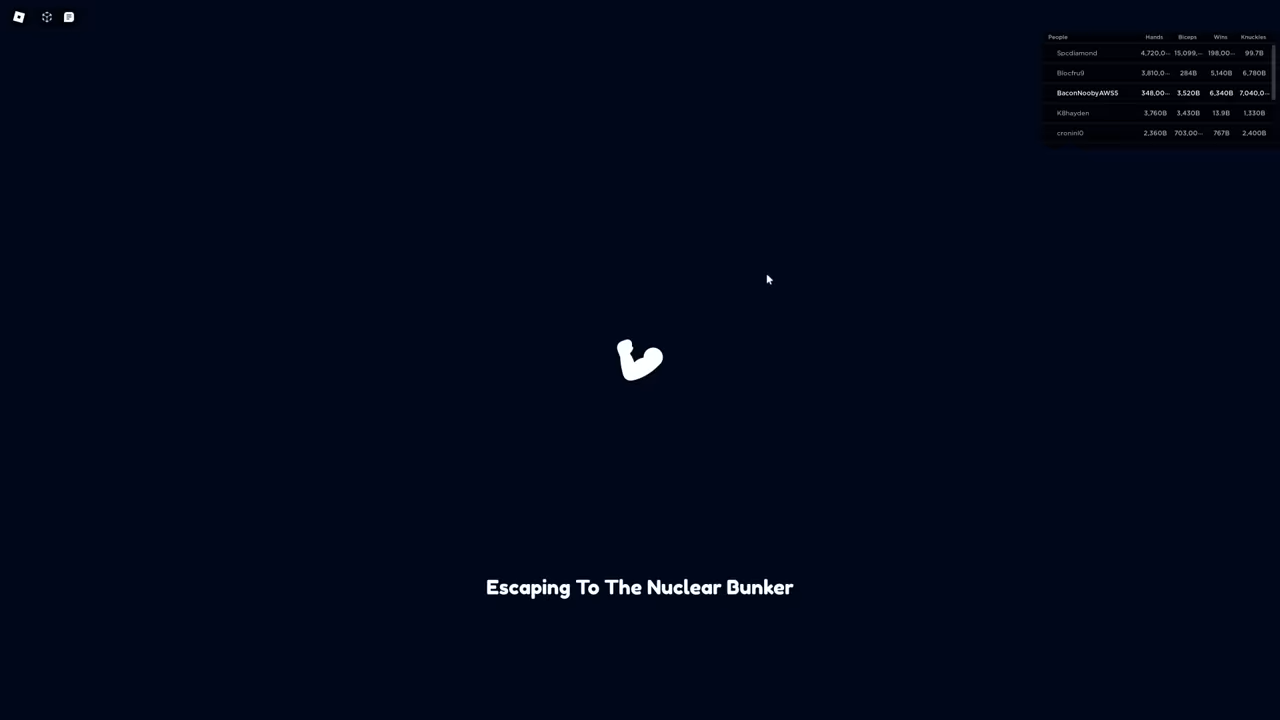 People Hands Biceps Wins Knuckles
Spcdiamond 4,720,0... 15,099,... 198,00... 99.7B
Blocfru9 3,810,0... 284B 5,140B 6,780B
BaconNoobyAWS5 348,00... 3,520B 6,340B 7,040,0...
K8hayden 3,760B 3,430B 13.9B 1,330B
cronini0 2,360B 703,00... 767B 2,400B
Escaping To The Nuclear Bunker